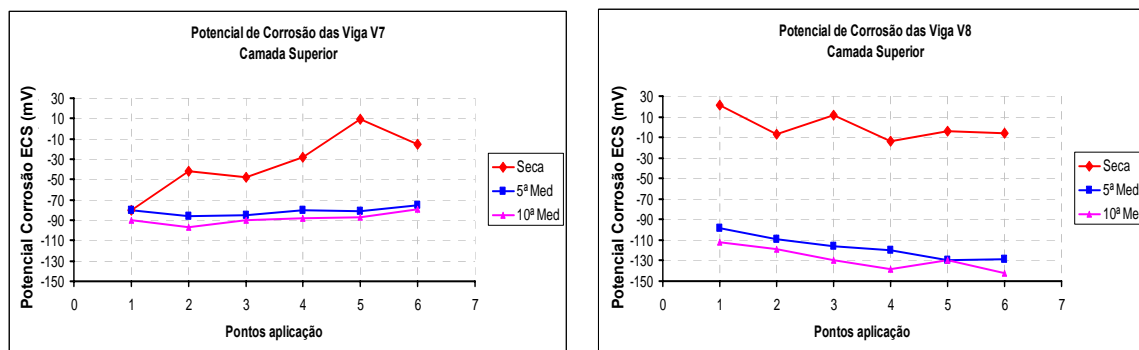 Potencial de Corrosão das Viga V7
Camada Superior
Potencial Corrosão ECS (mV)
30
10
-10
-30
-50
-70
-90
-110
-130
-150
0 1 2 3 4 5 6 7
Pontos aplicação
Seca
5ª Med
10ª Med
Potencial de Corrosão das Viga V8
Camada Superior
Potencial Corrosão ECS (mV)
30
10
-10
-30
-50
-70
-90
-110
-130
-150
0 1 2 3 4 5 6 7
Pontos aplicação
Seca
5ª Med
10ª Med